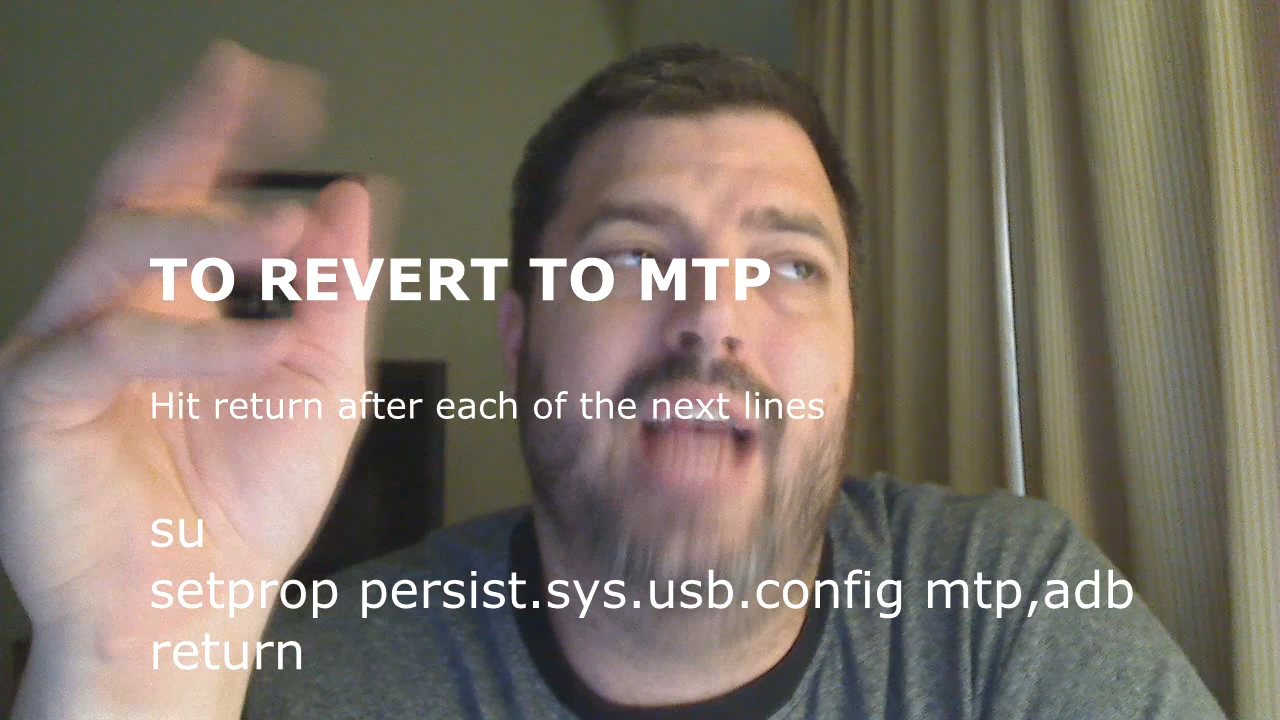 TO REVERT TO MTP
Hit return after each of the next lines
su
setprop persist.sys.usb.config mtp,adb
return